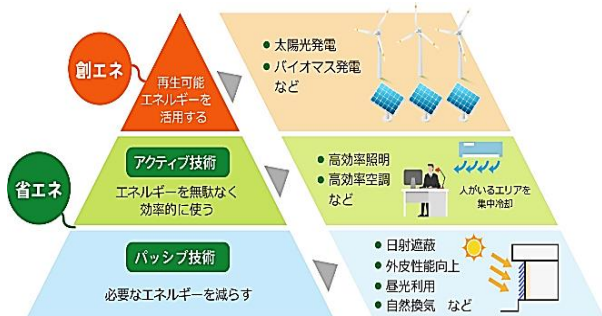 創エネ
再生可能
エネルギーを
活用する
● 太陽光発電
● バイオマス発電
など
省エネ
アクティブ技術
エネルギーを無駄なく
効率的に使う
● 高効率照明
● 高効率空調
など
人がいるエリアを
集中冷却
パッシブ技術
必要なエネルギーを減らす
● 日射遮蔽
● 外皮性能向上
● 昼光利用
● 自然換気 など